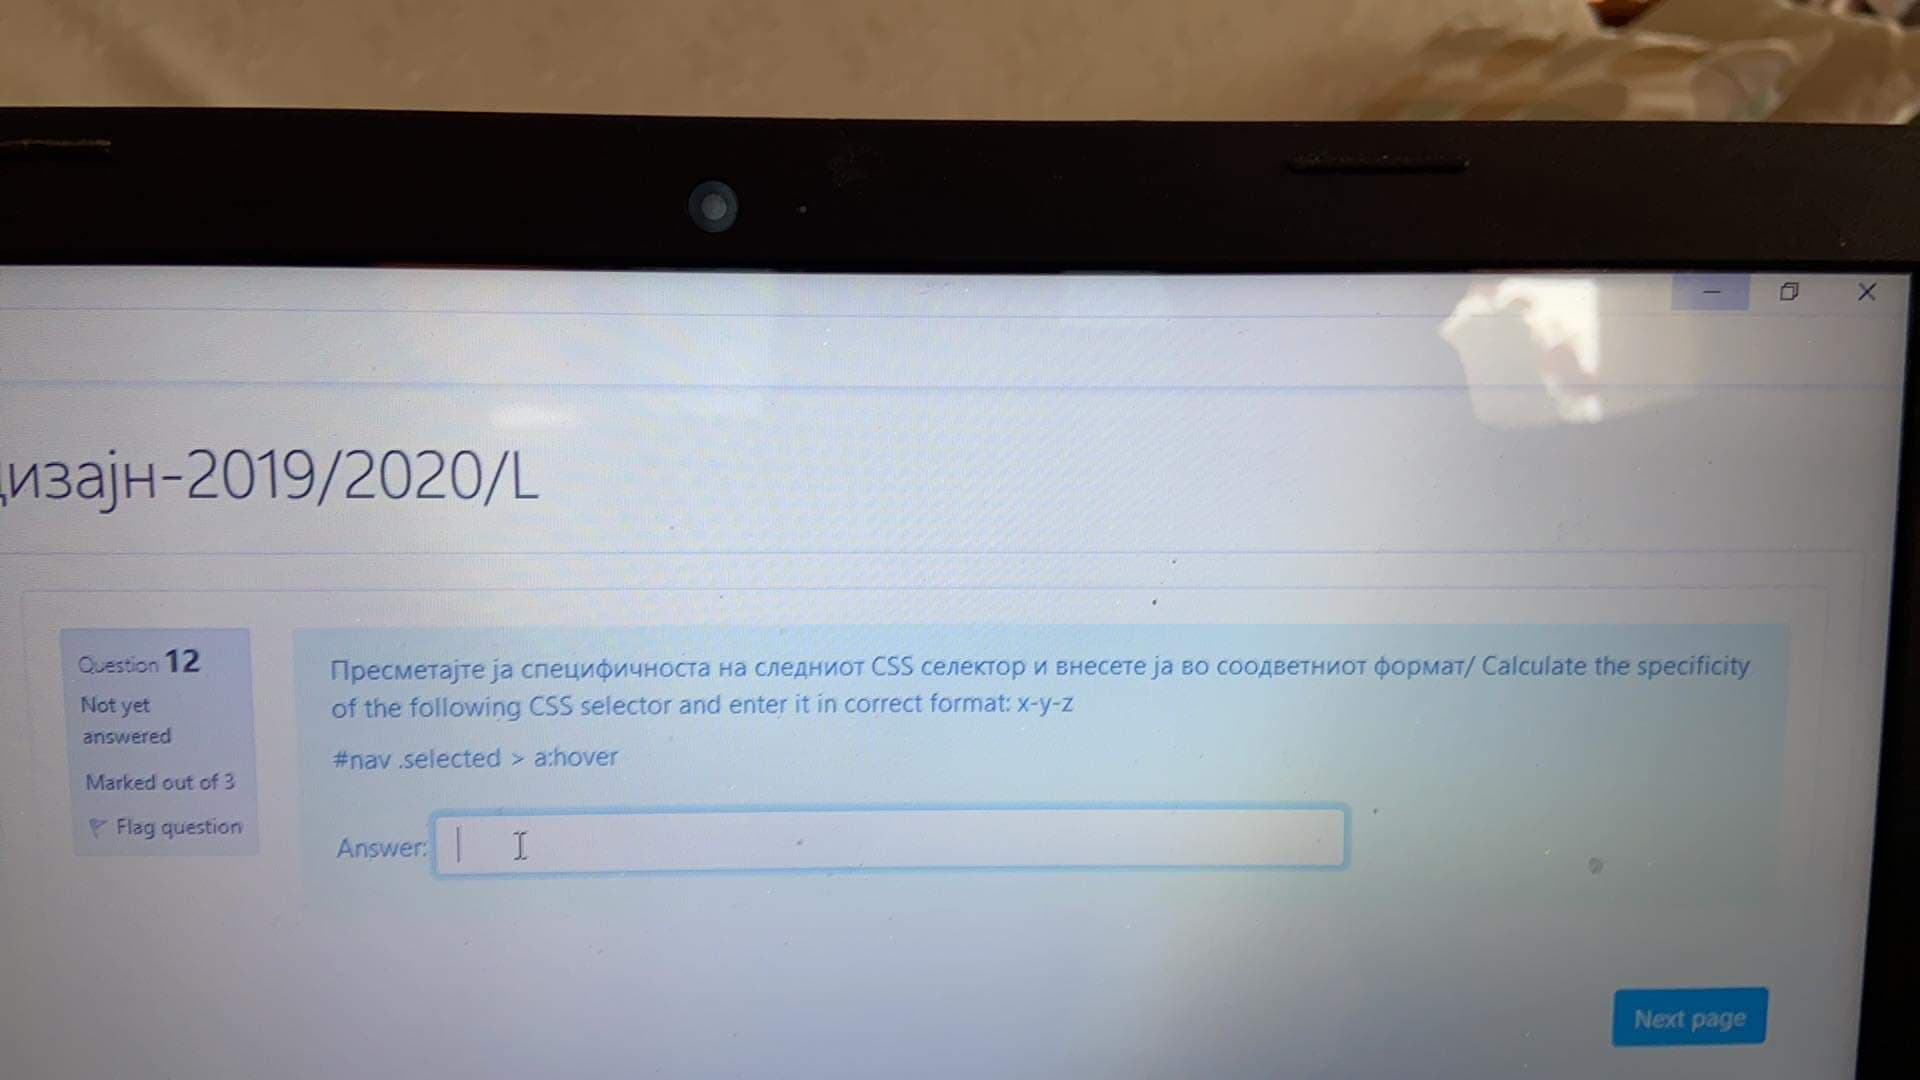 изајн-2019/2020/L
Question 12
Not yet
answered
Marked out of 3
Flag question
Пресметајте ја специфичноста на следниот CSS селектор и внесете ја во соодветниот формат/ Calculate the specificity
of the following CSS selector and enter it in correct format: x-y-z
#nav .selected > a:hover
Answer:
Next page